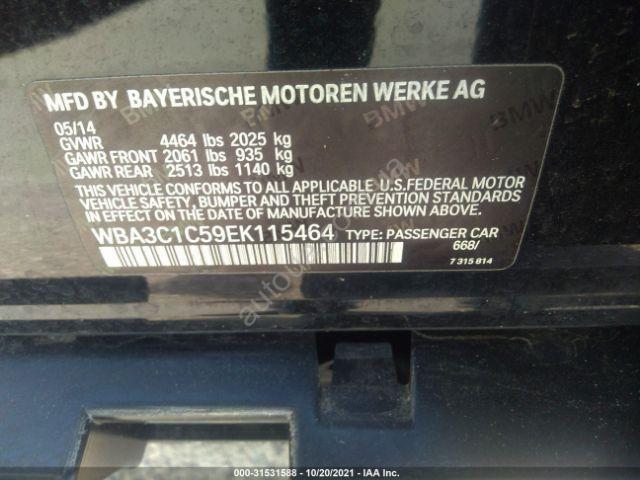 MFD BY BAYERISCHE MOTOREN WERKE AG
05/14
GVWR 4464 lbs 2025 kg
GAWR FRONT 2061 lbs 935 kg
GAWR REAR 2513 lbs 1140 kg
THIS VEHICLE CONFORMS TO ALL APPLICABLE U.S. FEDERAL MOTOR
VEHICLE SAFETY, BUMPER AND THEFT PREVENTION STANDARDS
IN EFFECT ON THE DATE OF MANUFACTURE SHOWN ABOVE.
WBA3C1C59EK115464 TYPE: PASSENGER CAR
668/
7 315 814
000-31531588 - 10/20/2021 - IAA Inc.